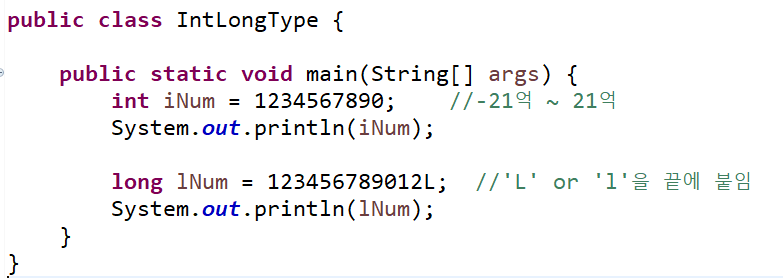 public class IntLongType {
public static void main(String[] args) {
int iNum = 1234567890;    //-21억 ~ 21억
System.out.println(iNum);
long lNum = 123456789012L;  //'L' or 'l'을 끝에 붙임
System.out.println(lNum);
}
}